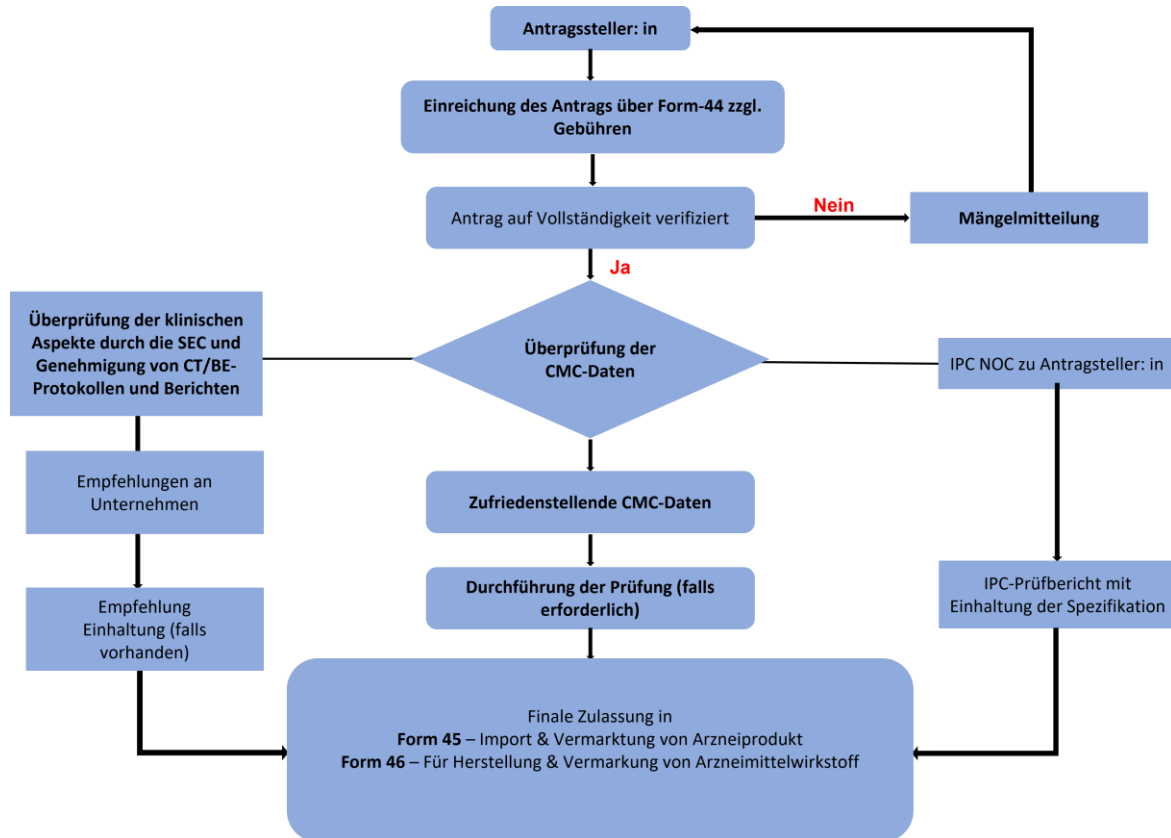 Antragssteller: in
Einreichung des Antrags über Form-44 zzgl.
Gebühren
Antrag auf Vollständigkeit verifiziert
Nein
Mängelmitteilung
Ja
Überprüfung der klinischen
Aspekte durch die SEC und
Genehmigung von CT/BE-
Protokollen und Berichten
Überprüfung der
CMC-Daten
IPC NOC zu Antragsteller: in
Empfehlungen an
Unternehmen
Zufriedenstellende CMC-Daten
Empfehlung
Einhaltung (falls
vorhanden)
Durchführung der Prüfung (falls
erforderlich)
IPC-Prüfbericht mit
Einhaltung der Spezifikation
Finale Zulassung in
Form 45 – Import & Vermarktung von Arzneiprodukt
Form 46 – Für Herstellung & Vermarkung von Arzneimittelwirkstoff